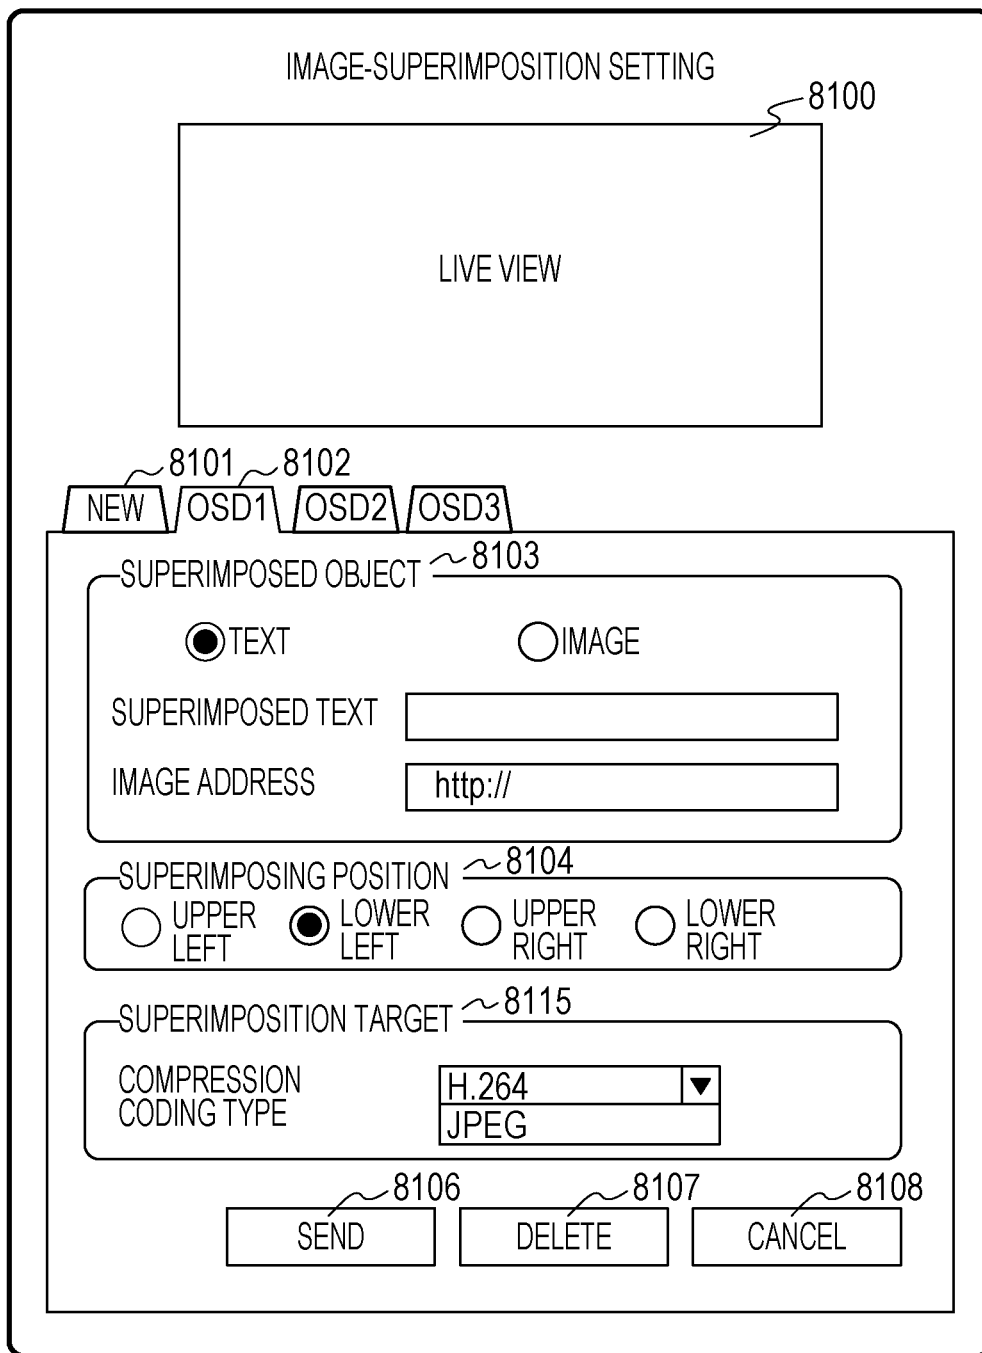 IMAGE-SUPERIMPOSITION SETTING
8100
LIVE VIEW
8101 8102
NEW OSD1 OSD2 OSD3
SUPERIMPOSED OBJECT 8103
TEXT IMAGE
SUPERIMPOSED TEXT
IMAGE ADDRESS http://
SUPERIMPOSING POSITION 8104
UPPER LEFT LOWER LEFT UPPER RIGHT LOWER RIGHT
SUPERIMPOSITION TARGET 8115
COMPRESSION
CODING TYPE
H.264
JPEG
8106 8107 8108
SEND DELETE CANCEL